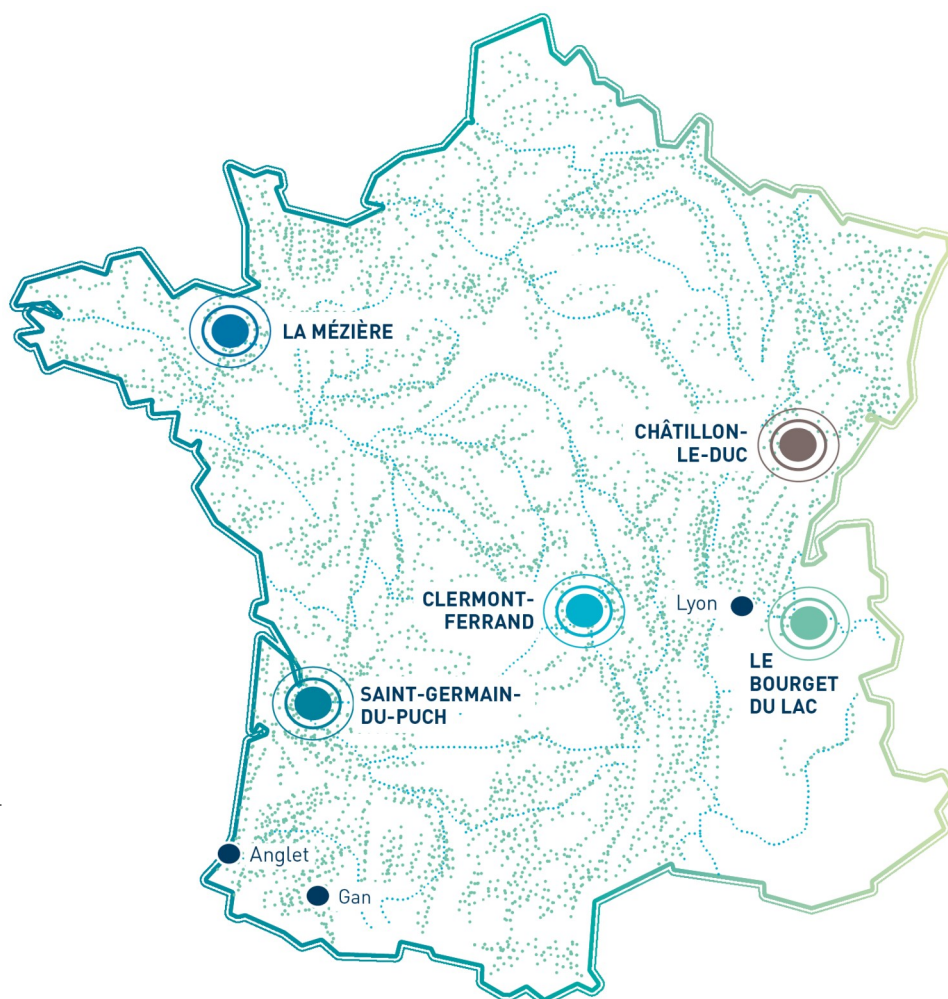 LA MÉZIÈRE
CHÂTILLON-
LE-DUC
CLERMONT-
FERRAND
Lyon
LE
BOURGET
DU LAC
SAINT-GERMAIN-
DU-PUCH
Anglet
Gan